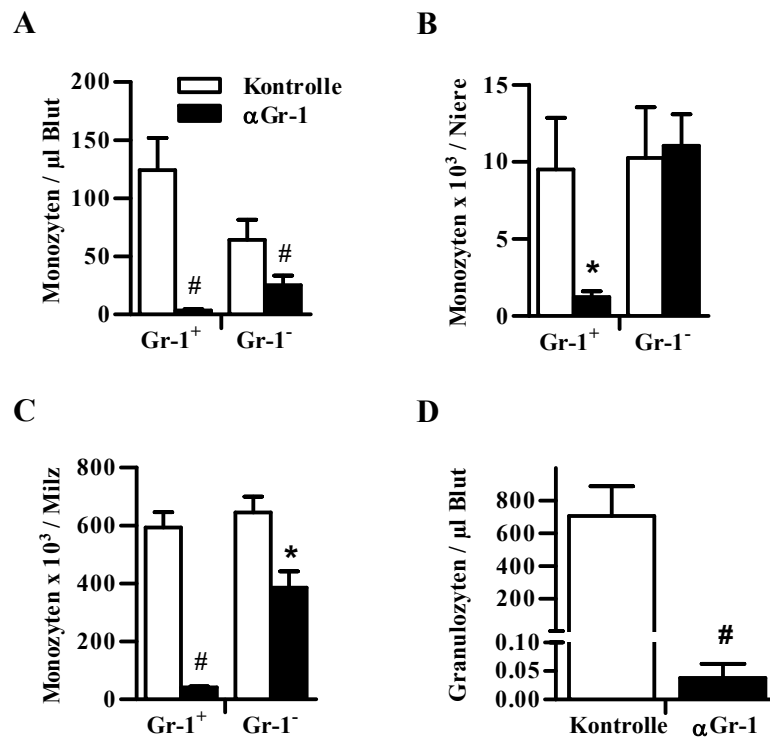 A
Monozyten / µl Blut
200
150
100
50
0
Kontrolle
αGr-1
#
#
Gr-1⁺
Gr-1⁻
B
Monozyten x 10³ / Niere
15
10
5
0
*
Gr-1⁺
Gr-1⁻
C
Monozyten x 10³ / Milz
800
600
400
200
0
#
*
Gr-1⁺
Gr-1⁻
D
Granulozyten / µl Blut
800
600
400
200
0.10
0.05
0.00
#
Kontrolle
αGr-1